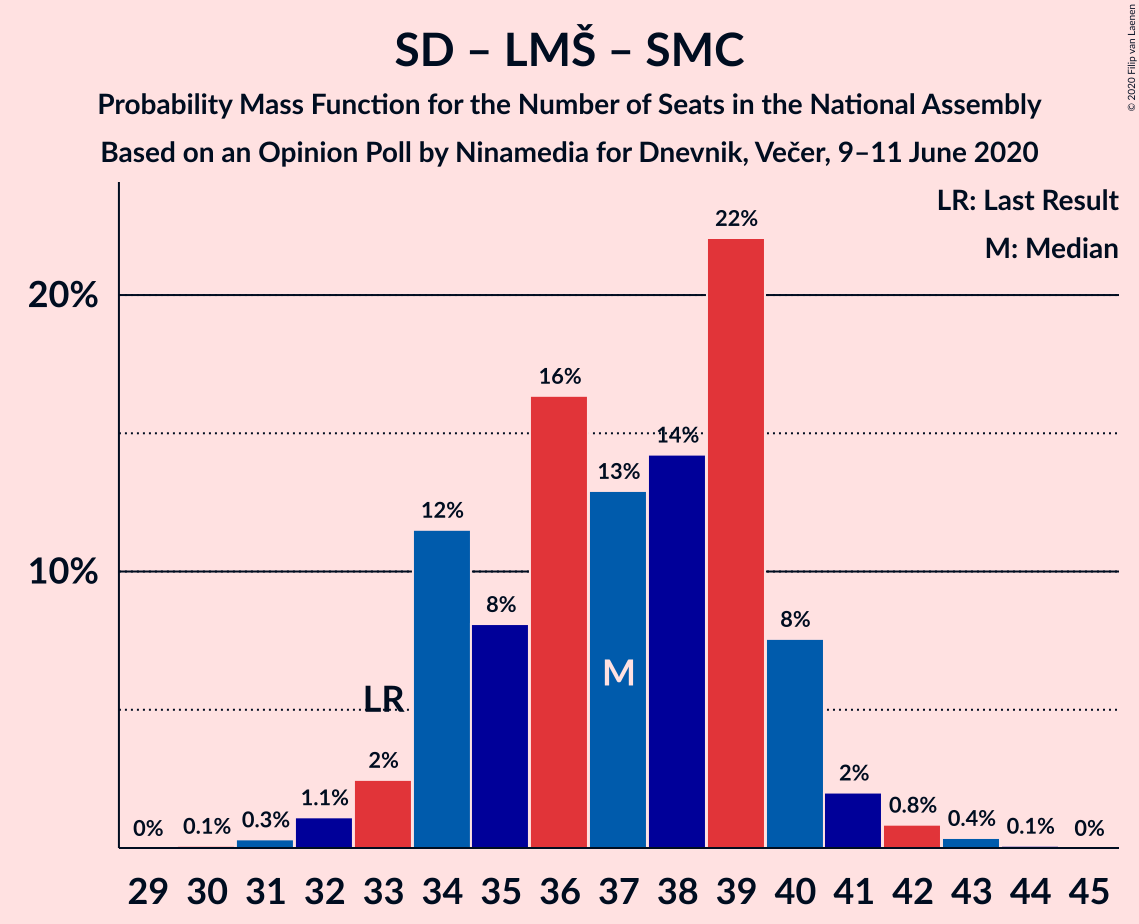 SD – LMŠ – SMC
Probability Mass Function for the Number of Seats in the National Assembly
Based on an Opinion Poll by Ninamedia for Dnevnik, Večer, 9–11 June 2020
© 2020 Filip van Laenen
LR: Last Result
M: Median
20%
10%
0%
0.1%
0.3%
1.1%
2%
12%
8%
16%
13%
14%
22%
8%
2%
0.8%
0.4%
0.1%
0%
LR
M
29 30 31 32 33 34 35 36 37 38 39 40 41 42 43 44 45